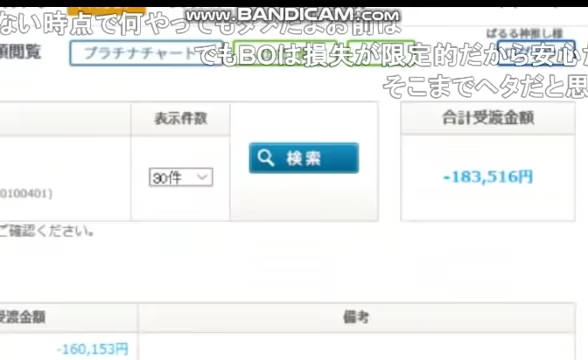 www.BANDICAM.com
ない時点で何やってもダメだよお前は
ぱるる神推し様
額閲覧
プラチナチャート
でもBOは損失が限定的だから安心だ
そこまでヘタだと思
表示件数
合計受渡金額
30件
検索
-183,516円
0100401)
ご確認ください。
受渡金額
備考
-160,153円